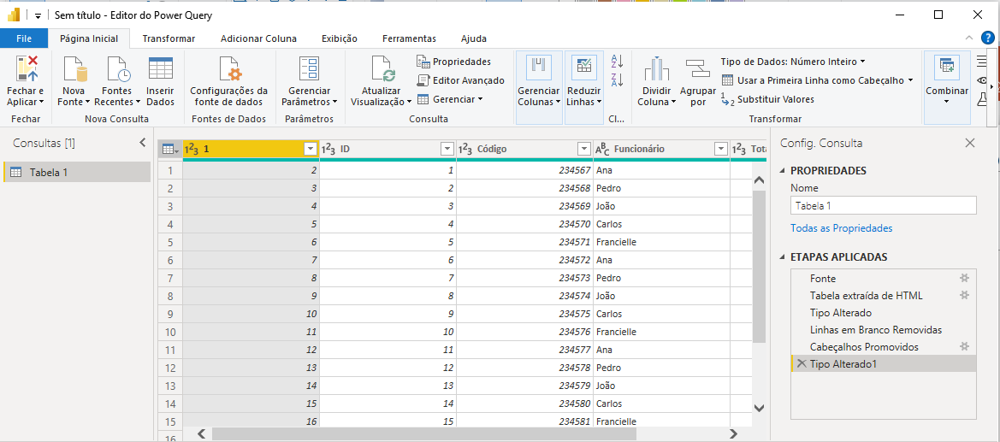 Sem título - Editor do Power Query
File Página Inicial Transformar Adicionar Coluna Exibição Ferramentas Ajuda
Fechar e Aplicar
Fechar
Nova Fonte
Fontes Recentes
Inserir Dados
Nova Consulta
Configurações da fonte de dados
Fontes de Dados
Gerenciar Parâmetros
Parâmetros
Atualizar Visualização
Propriedades
Editor Avançado
Gerenciar
Consulta
Gerenciar Colunas
Reduzir Linhas
Cl...
Dividir Coluna
Agrupar por
Tipo de Dados: Número Inteiro
Usar a Primeira Linha como Cabeçalho
Substituir Valores
Transformar
Combinar
Consultas [1]
Tabela 1
1 ID Código Funcionário Tota
1 2 1 234567 Ana
2 3 2 234568 Pedro
3 4 3 234569 João
4 5 4 234570 Carlos
5 6 5 234571 Francielle
6 7 6 234572 Ana
7 8 7 234573 Pedro
8 9 8 234574 João
9 10 9 234575 Carlos
10 11 10 234576 Francielle
11 12 11 234577 Ana
12 13 12 234578 Pedro
13 14 13 234579 João
14 15 14 234580 Carlos
15 16 15 234581 Francielle
16
Config. Consulta
PROPRIEDADES
Nome
Tabela 1
Todas as Propriedades
ETAPAS APLICADAS
Fonte
Tabela extraída de HTML
Tipo Alterado
Linhas em Branco Removidas
Cabeçalhos Promovidos
Tipo Alterado1